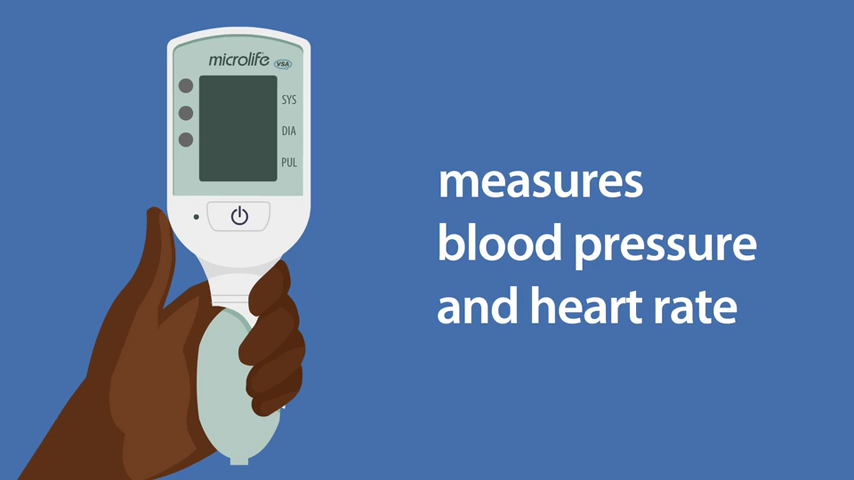 microlife
VSA
SYS
DIA
PUL
measures
blood pressure
and heart rate